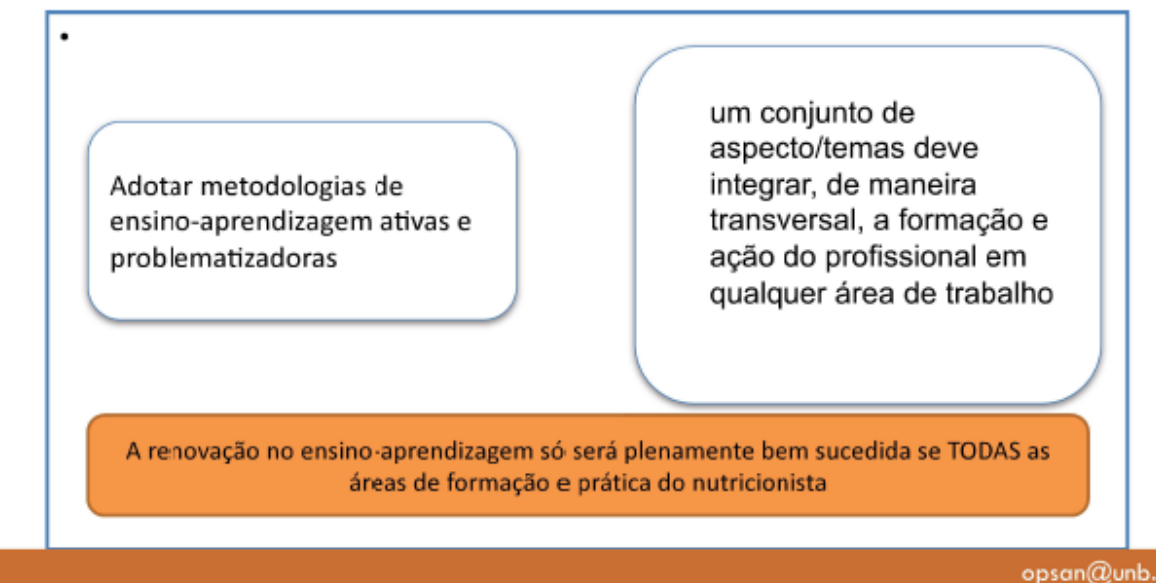 •
Adotar metodologias de
ensino-aprendizagem ativas e
problematizadoras
um conjunto de
aspecto/temas deve
integrar, de maneira
transversal, a formação e
ação do profissional em
qualquer área de trabalho
A renovação no ensino-aprendizagem só será plenamente bem sucedida se TODAS as
áreas de formação e prática do nutricionista
opsan@unb.